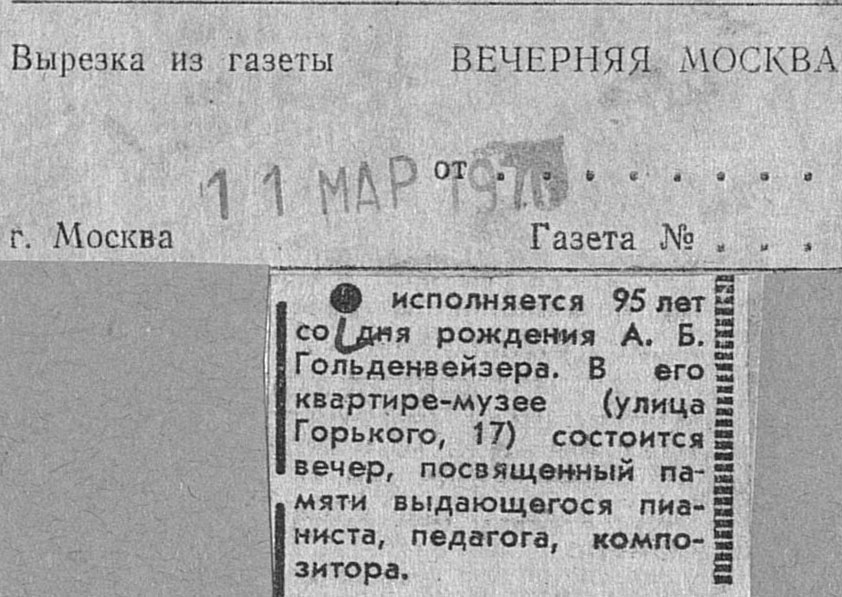 Вырезка из газеты ВЕЧЕРНЯЯ МОСКВА
от . . . . . . . .
11 МАР 1970
г. Москва Газета № . . .
● исполняется 95 лет
со дня рождения А. Б.
Гольденвейзера. В его
квартире-музее (улица
Горького, 17) состоится
вечер, посвященный па-
мяти выдающегося пиа-
ниста, педагога, компо-
зитора.